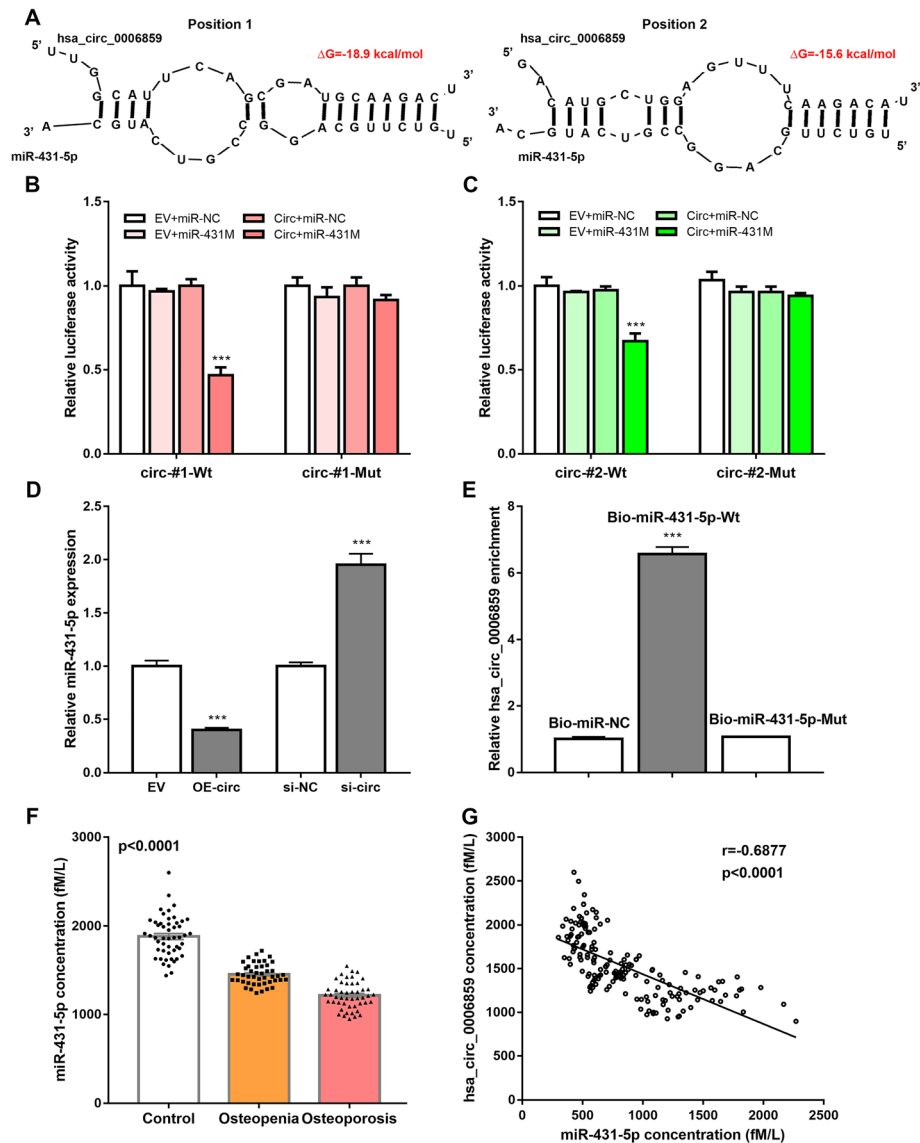 A
Position 1
hsa_circ_0006859
ΔG=-18.9 kcal/mol
5'
U U G G C A U U C A G C G A U G C A A G A C U
3'
3'
A C G U A C U G C C G G A C G U U C U G U
5'
miR-431-5p
Position 2
hsa_circ_0006859
ΔG=-15.6 kcal/mol
5'
G A C A U G C U G G A G U U U C A A G A C A U
3'
3'
A C G U A C U G C C G G A C G U U C U G U
5'
miR-431-5p
B
EV+miR-NC
Circ+miR-NC
EV+miR-431M
Circ+miR-431M
Relative luciferase activity
1.5
1.0
0.5
0.0
***
circ-#1-Wt
circ-#1-Mut
C
EV+miR-NC
Circ+miR-NC
EV+miR-431M
Circ+miR-431M
Relative luciferase activity
1.5
1.0
0.5
0.0
***
circ-#2-Wt
circ-#2-Mut
D
Relative miR-431-5p expression
2.5
2.0
1.5
1.0
0.5
0.0
***
***
EV
OE-circ
si-NC
si-circ
E
Relative hsa_circ_0006859 enrichment
8
6
4
2
0
Bio-miR-431-5p-Wt
***
Bio-miR-NC
Bio-miR-431-5p-Mut
F
miR-431-5p concentration (fM/L)
3000
2000
1000
0
p<0.0001
Control
Osteopenia
Osteoporosis
G
hsa_circ_0006859 concentration (fM/L)
3000
2500
2000
1500
1000
500
0
r=-0.6877
p<0.0001
0
500
1000
1500
2000
2500
miR-431-5p concentration (fM/L)